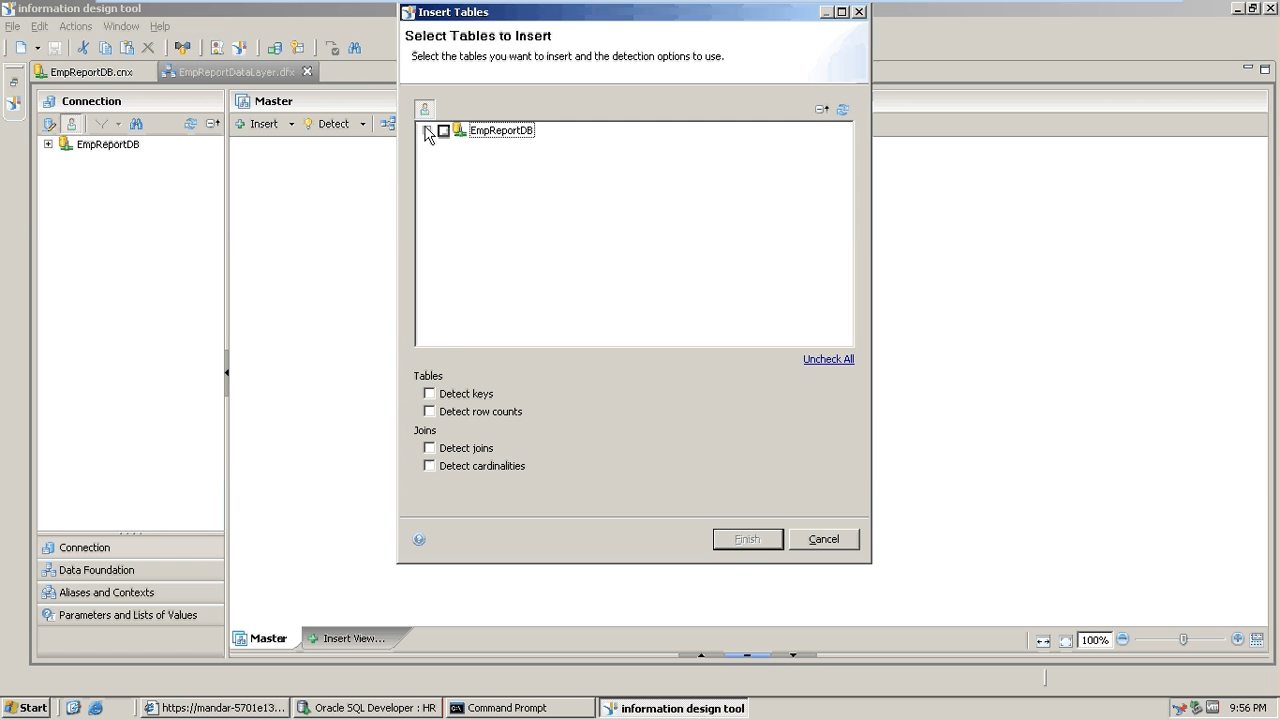 information design tool
Insert Tables
File Edit Actions Window Help
Select Tables to Insert
Select the tables you want to insert and the detection options to use.
EmpReportDB.cnx
EmpReportDataLayer.dfx
Connection
Master
Insert
Detect
EmpReportDB
EmpReportDB
Uncheck All
Tables
Detect keys
Detect row counts
Joins
Detect joins
Detect cardinalities
Finish
Cancel
Connection
Data Foundation
Aliases and Contexts
Parameters and Lists of Values
Master
Insert View...
100%
Start
https://mandar-5701e13...
Oracle SQL Developer : HR
Command Prompt
information design tool
9:56 PM